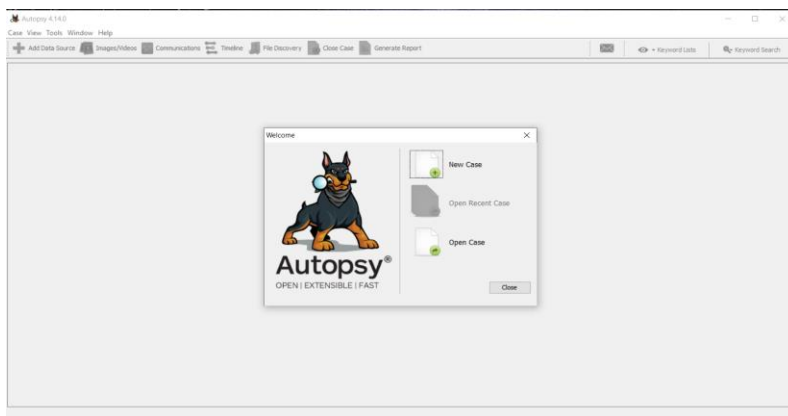 Autopsy 4.14.0
Case View Tools Window Help
Add Data Source Images/Videos Communications Timeline File Discovery Close Case Generate Report Keyword Lists Keyword Search
Welcome
New Case
Open Recent Case
Open Case
Autopsy®
OPEN | EXTENSIBLE | FAST
Close